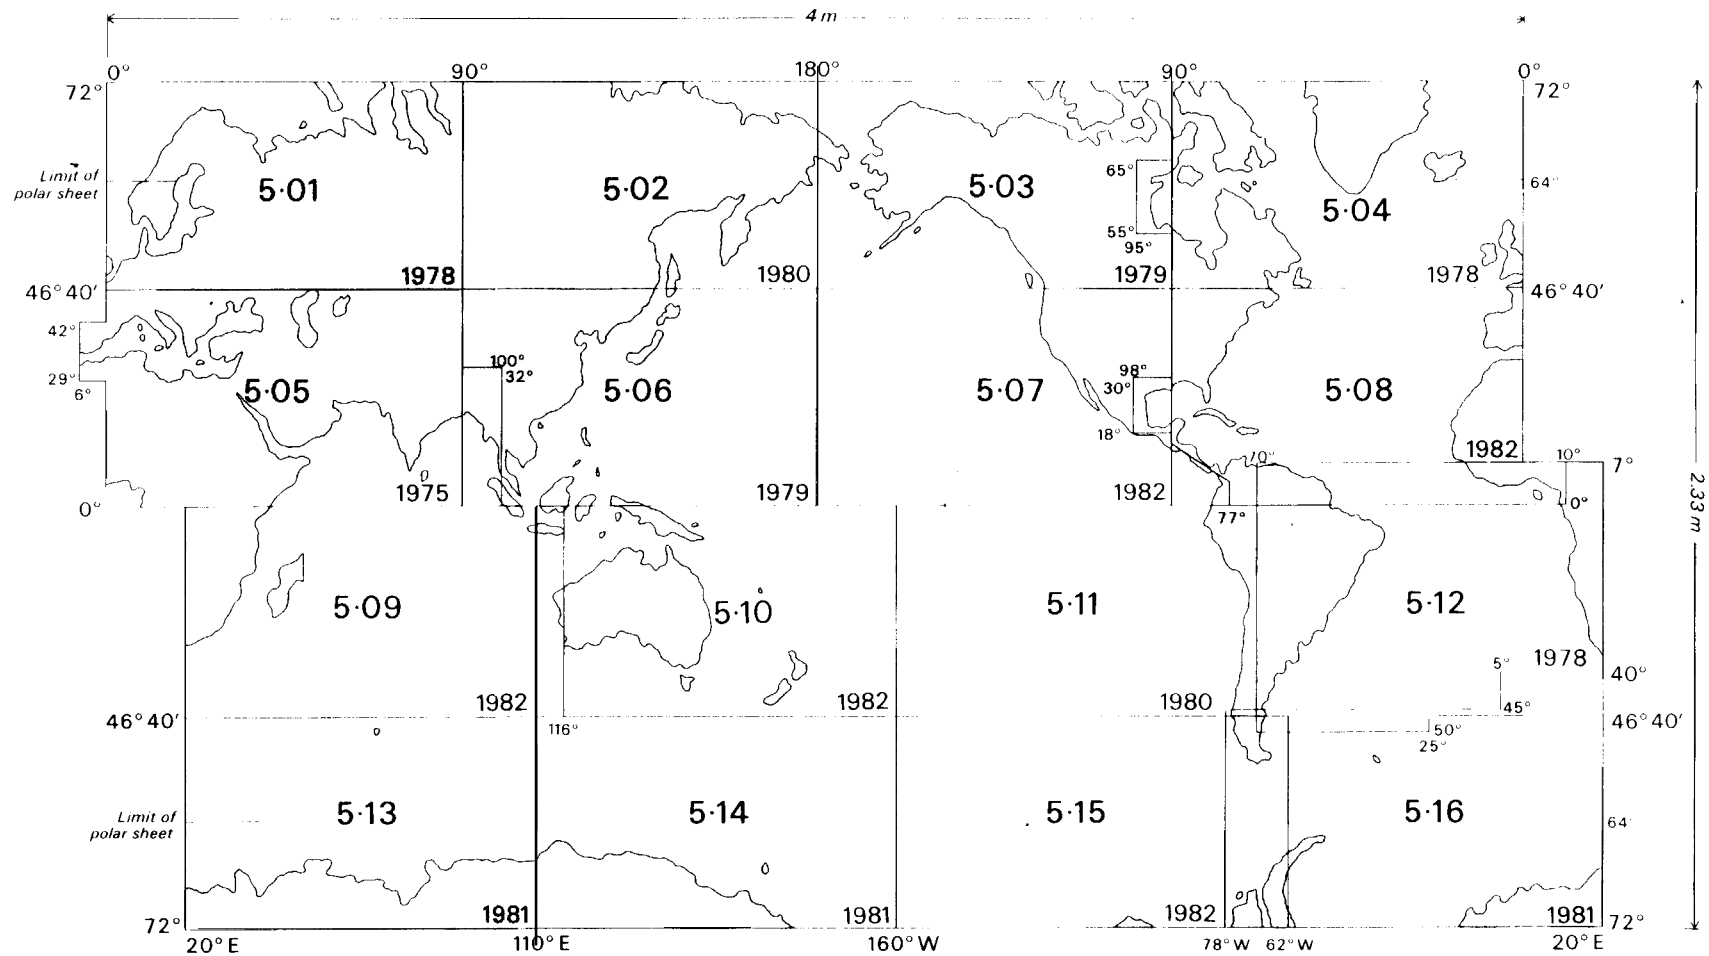 4 m
0° 90° 180° 90° 0°
72° 72°
Limit of
polar sheet
65° 64°
5·01 5·02 5·03 5·04
55°
95°
1978 1980 1979 1978
46° 40′ 46° 40′
42°
100°
32°
98°
29°
30°
6°
5·05 5·06 5·07 5·08
18°
1982 10° 7°
70°
1975 1979 1982
0° 77° 0°
2.33 m
5·09 5·10 5·11 5·12
1978
5° 40°
1982 1982 1980 45°
46° 40′ 116° 50° 46° 40′
25°
Limit of
polar sheet
5·13 5·14 5·15 5·16
64
1981 1981 1982 1981
72° 72°
20° E 110° E 160° W 78° W 62° W 20° E